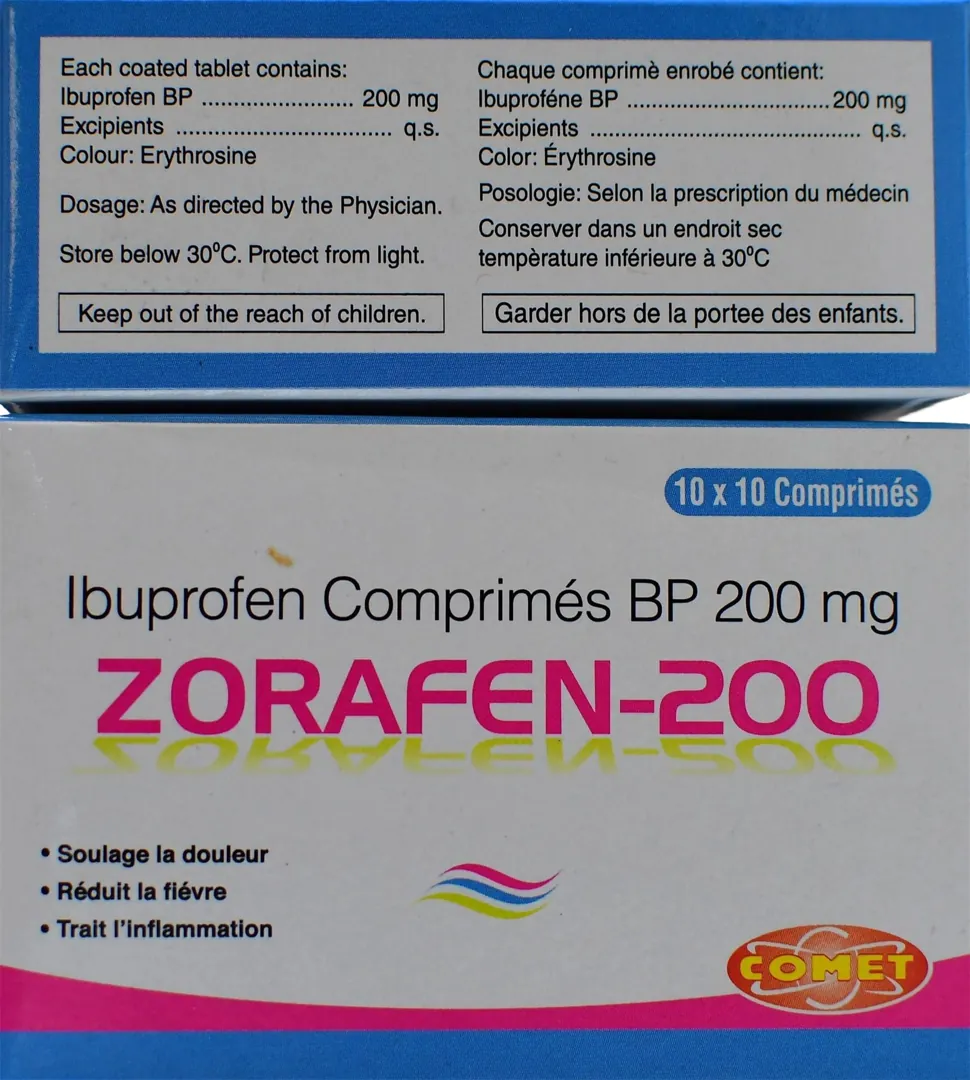 Each coated tablet contains:
Ibuprofen BP ........................ 200 mg
Excipients ................................. q.s.
Colour: Erythrosine
Dosage: As directed by the Physician.
Store below 30⁰C. Protect from light.
Keep out of the reach of children.
Chaque comprimè enrobé contient:
Ibuproféne BP ................................200 mg
Excipients .......................................... q.s.
Color: Érythrosine
Posologie: Selon la prescription du médecin
Conserver dans un endroit sec
tempèrature inférieure à 30⁰C
Garder hors de la portee des enfants.
10 x 10 Comprimés
Ibuprofen Comprimés BP 200 mg
ZORAFEN-200
• Soulage la douleur
• Réduit la fiévre
• Trait l'inflammation
COMET